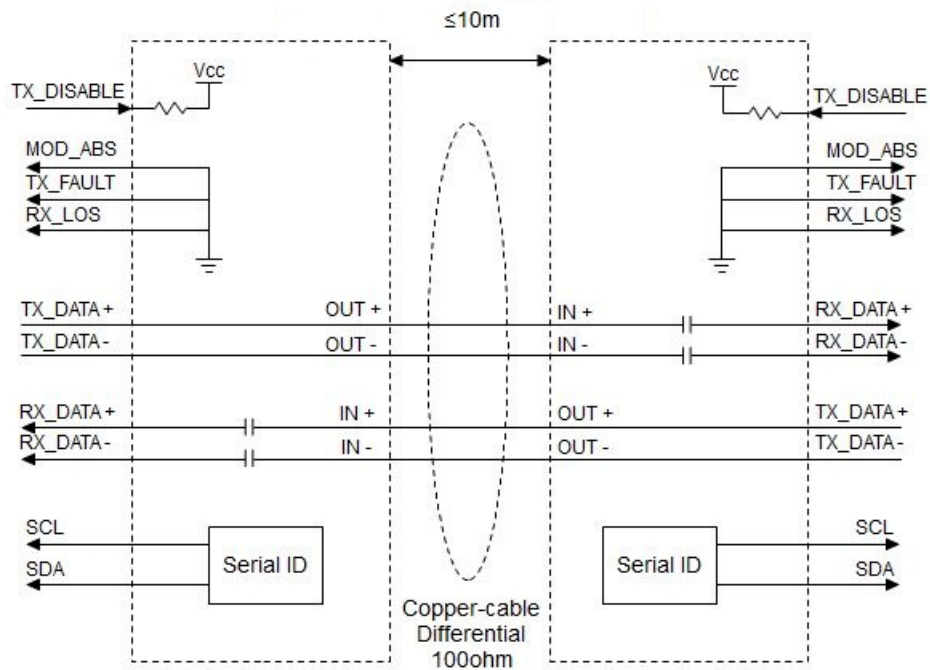 ≤10m
Vcc
Vcc
TX_DISABLE
TX_DISABLE
MOD_ABS
MOD_ABS
TX_FAULT
TX_FAULT
RX_LOS
RX_LOS
TX_DATA+ OUT + IN + RX_DATA+
TX_DATA- OUT - IN - RX_DATA-
RX_DATA+ IN + OUT + TX_DATA+
RX_DATA- IN - OUT - TX_DATA-
SCL
SCL
Serial ID
Serial ID
SDA
SDA
Copper-cable
Differential
100ohm